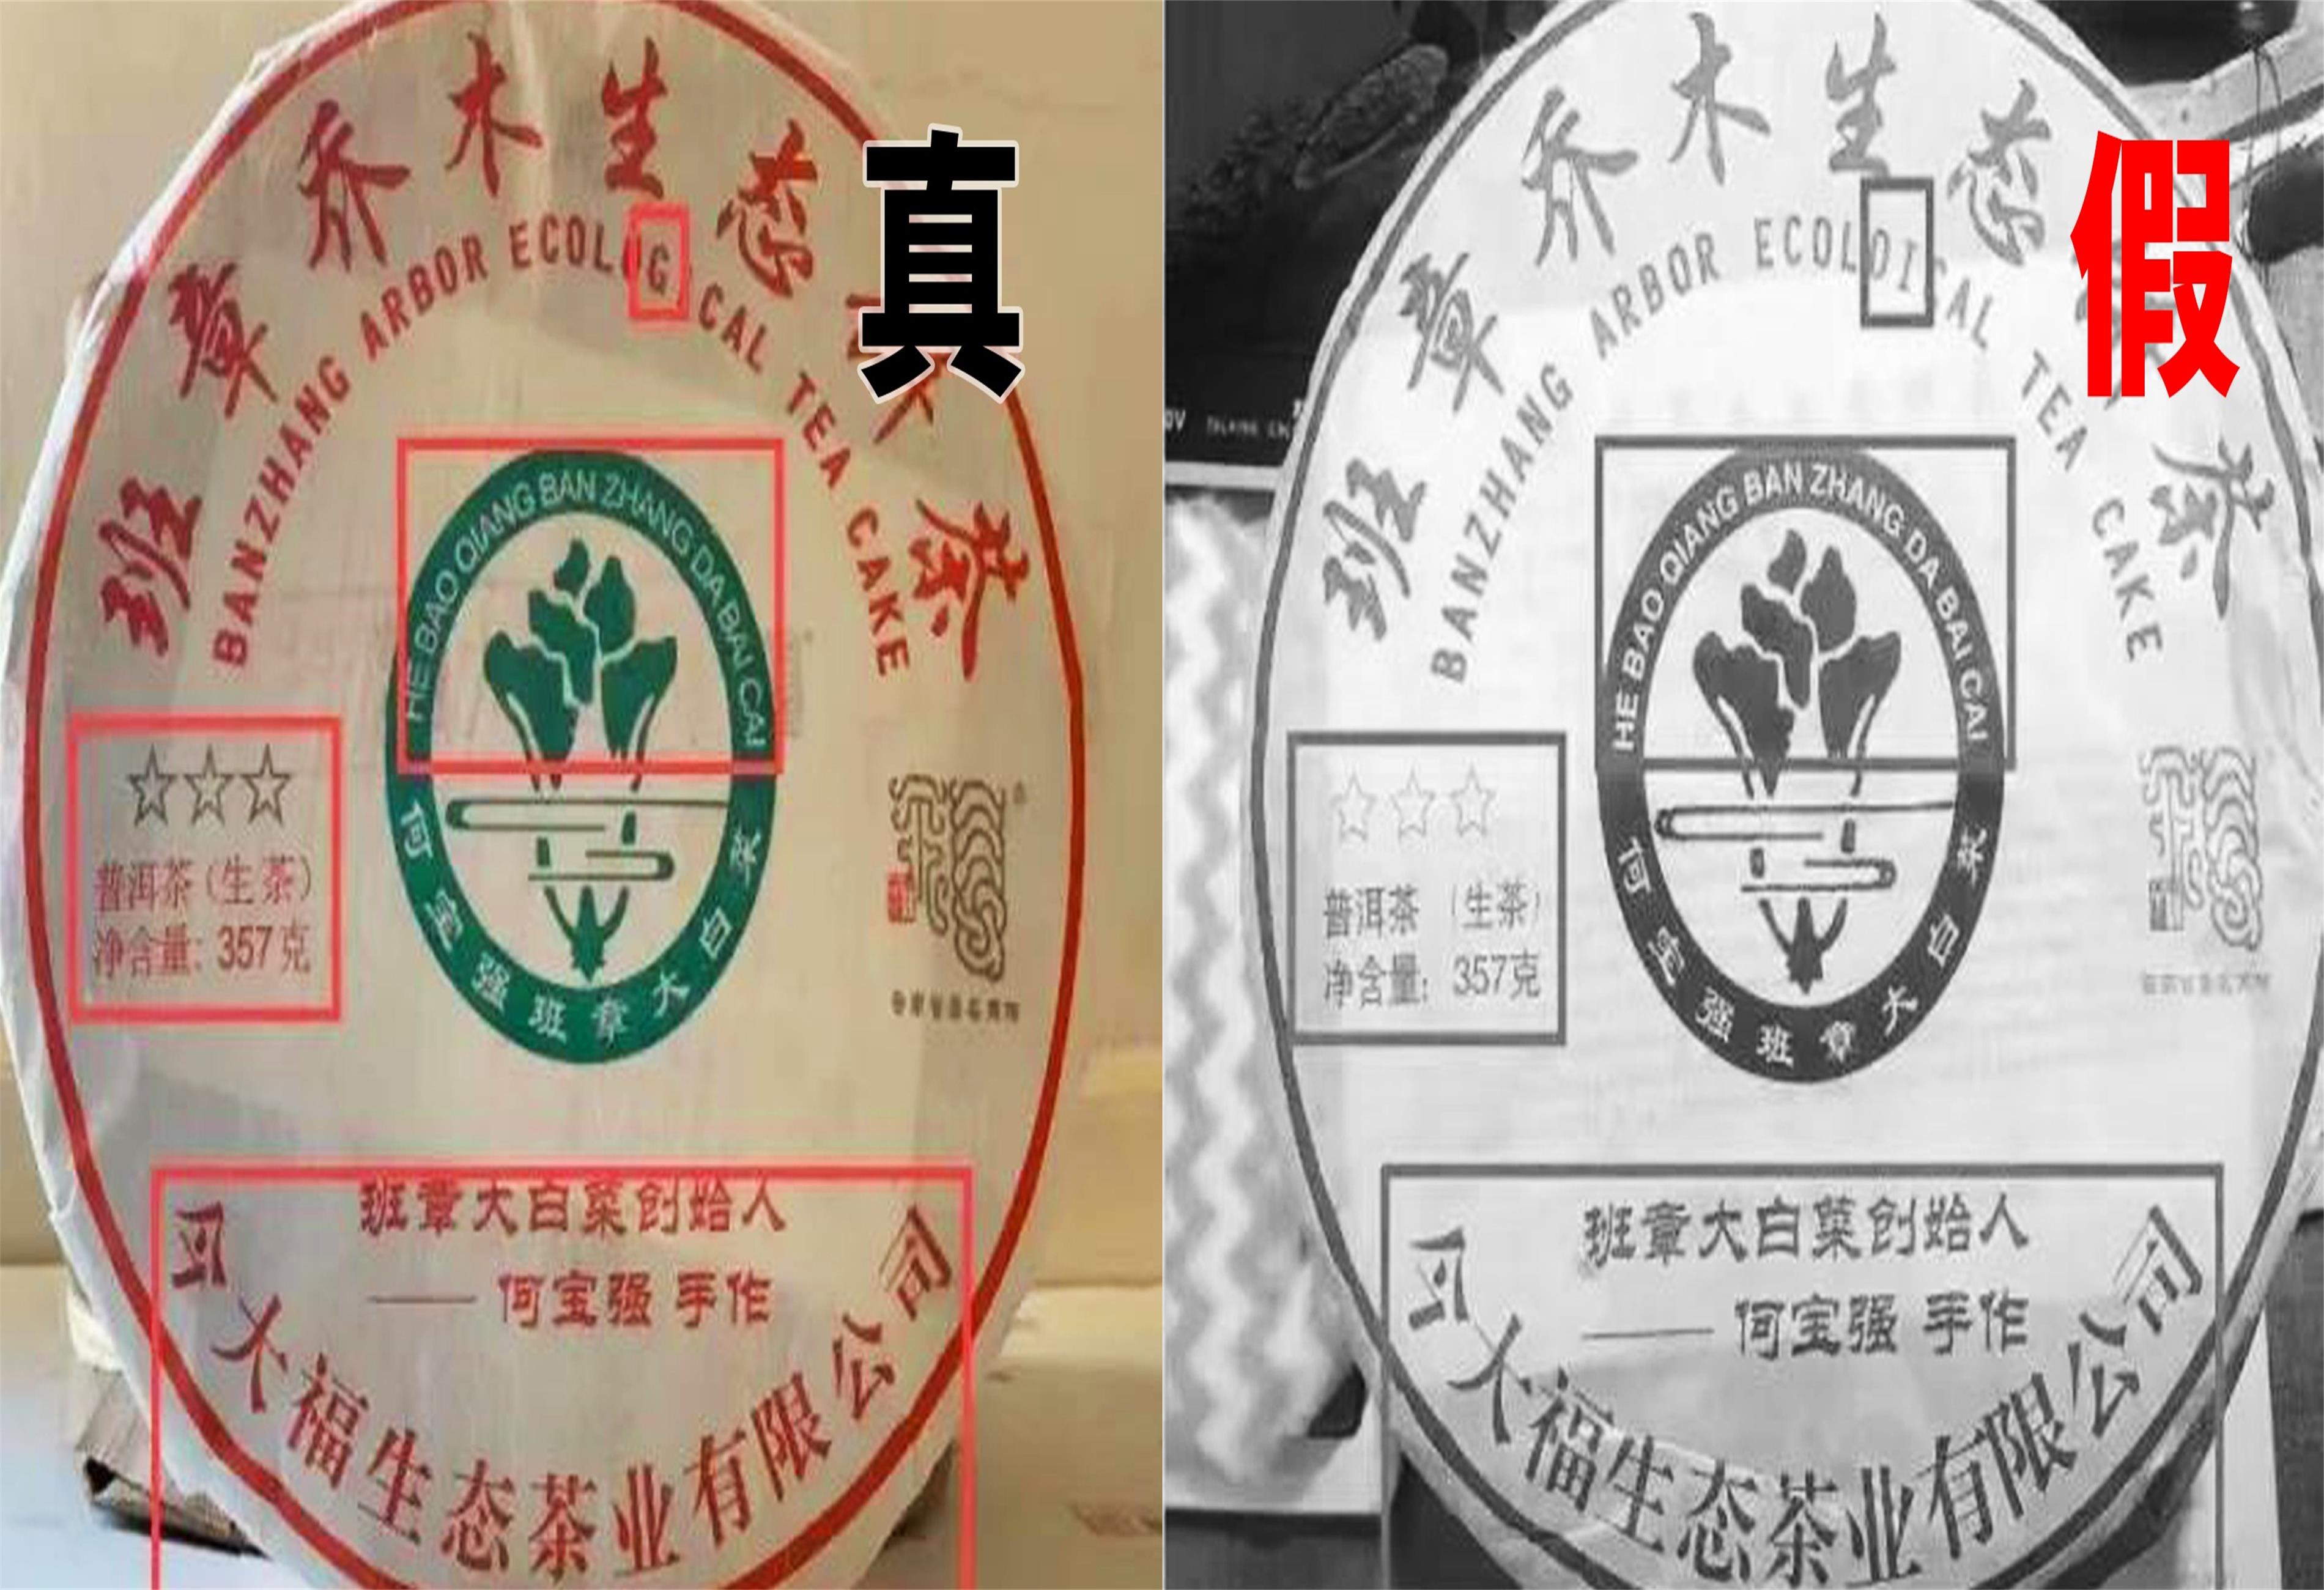 真
班章乔木生态饼茶
BANZHANG ARBOR ECOLIG CAL TEA CAKE
HE BAO QIANG BAN ZHANG DA BAI CAI
何宝强班章大白菜
☆☆☆
普洱茶(生茶)
净含量: 357克
班章大白菜创始人
——何宝强 手作
大福生态茶业有限公司
假
班章乔木生态 茶
BANZHANG ARBOR ECOLOICAL TEA CAKE
HE BAO QIANG BAN ZHANG DA BAI CAI
何宝强班章大白菜
☆☆☆
普洱茶 (生茶)
净含量: 357克
班章大白菜创始人
——何宝强 手作
大福生态茶业有限公司